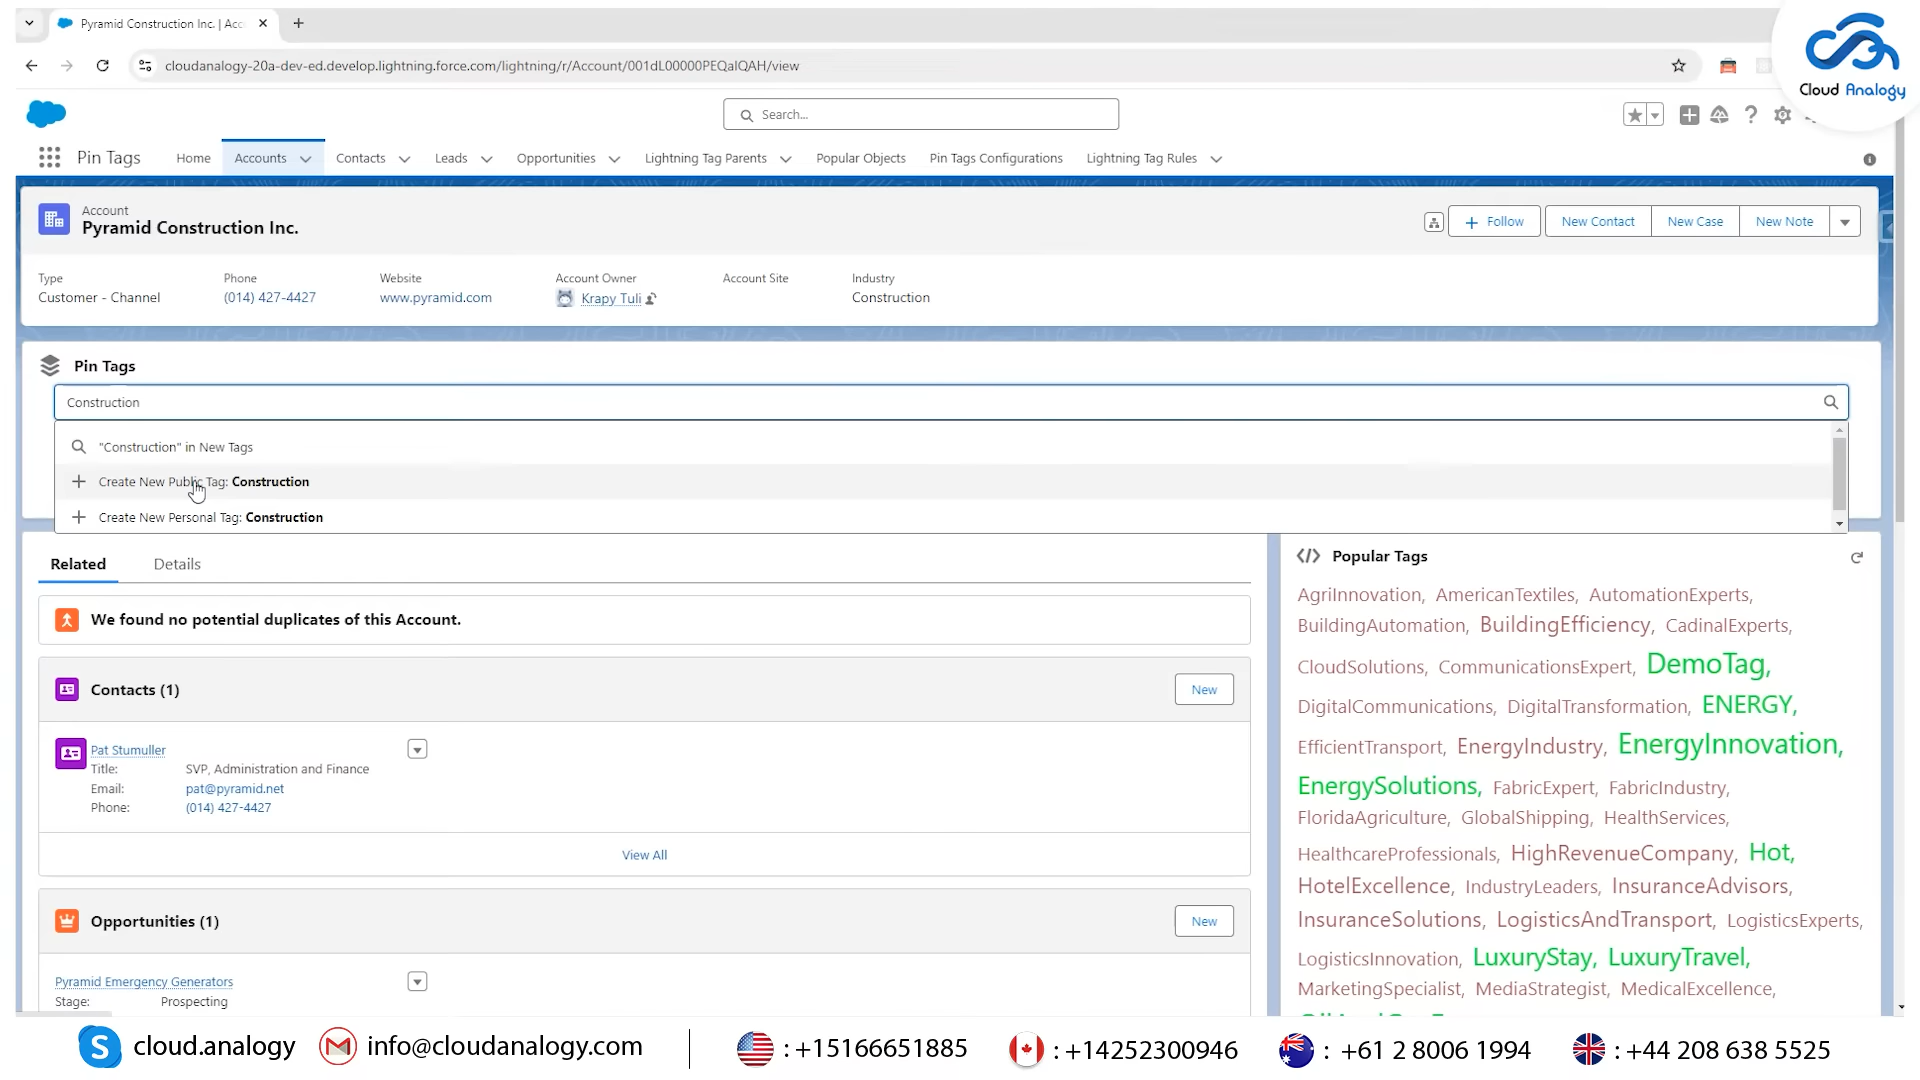 Pyramid Construction Inc. | Acc
cloudanalogy-20a-dev-ed.develop.lightning.force.com/lightning/r/Account/001dL00000PEQaIQAH/view
Cloud Analogy
Search...
Pin Tags
Home
Accounts
Contacts
Leads
Opportunities
Lightning Tag Parents
Popular Objects
Pin Tags Configurations
Lightning Tag Rules
Account
Pyramid Construction Inc.
Follow
New Contact
New Case
New Note
Type
Customer - Channel
Phone
(014) 427-4427
Website
www.pyramid.com
Account Owner
Krapy Tuli
Account Site
Industry
Construction
Pin Tags
Construction
"Construction" in New Tags
Create New Public Tag: Construction
Create New Personal Tag: Construction
Related
Details
We found no potential duplicates of this Account.
Contacts (1)
New
Pat Stumuller
Title: SVP, Administration and Finance
Email: pat@pyramid.net
Phone: (014) 427-4427
View All
Opportunities (1)
New
Pyramid Emergency Generators
Stage: Prospecting
Popular Tags
AgriInnovation, AmericanTextiles, AutomationExperts,
BuildingAutomation, BuildingEfficiency, CadinalExperts,
CloudSolutions, CommunicationsExpert, DemoTag,
DigitalCommunications, DigitalTransformation, ENERGY,
EfficientTransport, EnergyIndustry, EnergyInnovation,
EnergySolutions, FabricExpert, FabricIndustry,
FloridaAgriculture, GlobalShipping, HealthServices,
HealthcareProfessionals, HighRevenueCompany, Hot,
HotelExcellence, IndustryLeaders, InsuranceAdvisors,
InsuranceSolutions, LogisticsAndTransport, LogisticsExperts,
LogisticsInnovation, LuxuryStay, LuxuryTravel,
MarketingSpecialist, MediaStrategist, MedicalExcellence,
cloud.analogy
info@cloudanalogy.com
: +15166651885
: +14252300946
: +61 2 8006 1994
: +44 208 638 5525